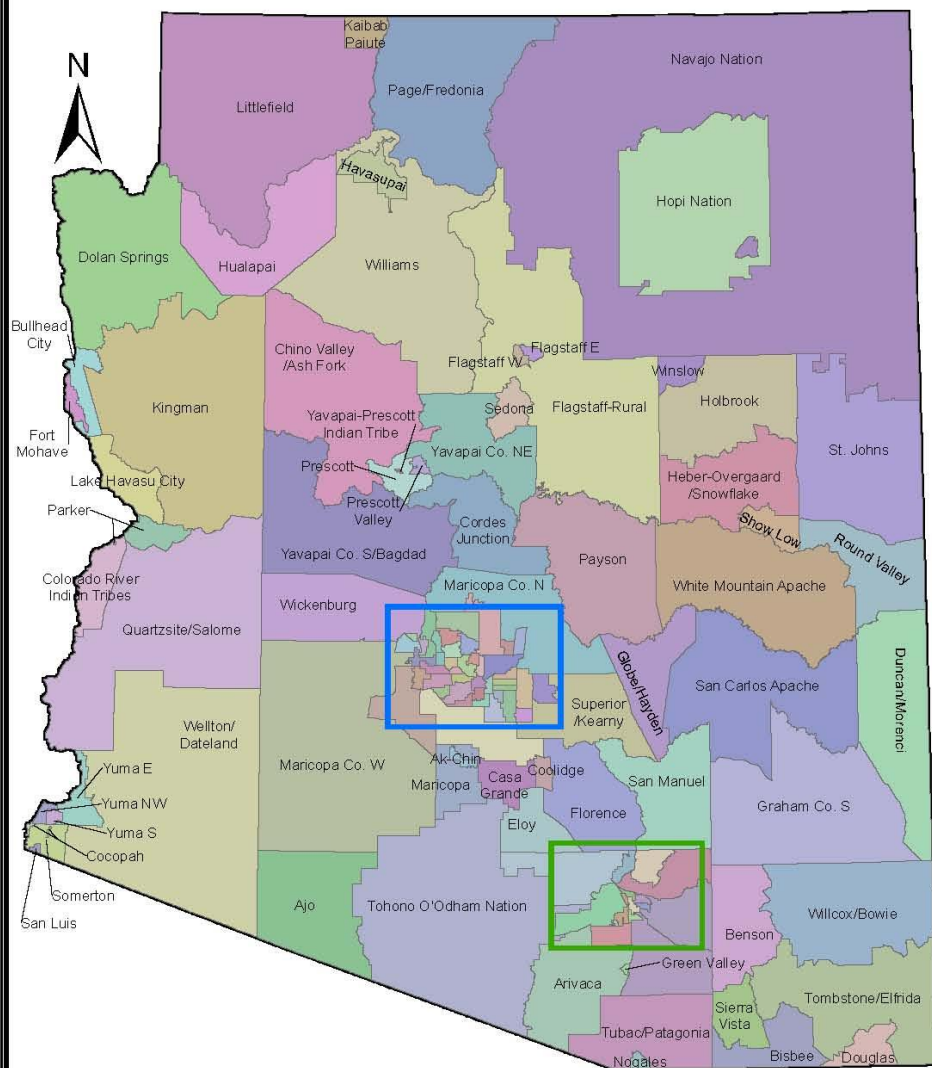 Kaibab
Paiute
Navajo Nation
N
Page/Fredonia
Littlefield
Havasupai
Hopi Nation
Dolan Springs
Hualapai
Williams
Bullhead
City
Chino Valley
/Ash Fork
Flagstaff W
Flagstaff E
Winslow
Kingman
Yavapai-Prescott
Indian Tribe
Sedona
Flagstaff-Rural
Holbrook
Fort
Mohave
Prescott
Yavapai Co. NE
St. Johns
Lake Havasu City
Prescott
Valley
Heber-Overgaard
/Snowflake
Parker
Cordes
Junction
Show Low
Round Valley
Yavapai Co. S/Bagdad
Payson
Colorado River
Indian Tribes
Maricopa Co. N
White Mountain Apache
Wickenburg
Quartzsite/Salome
Globe/Hayden
San Carlos Apache
Duncan/Morenci
Superior
/Kearny
Wellton/
Dateland
Maricopa Co. W
Ak-Chin
Maricopa
Casa
Grande
Coolidge
San Manuel
Yuma E
Yuma NW
Yuma S
Cocopah
Somerton
San Luis
Eloy
Florence
Graham Co. S
Ajo
Tohono O'Odham Nation
Willcox/Bowie
Benson
Green Valley
Arivaca
Tombstone/Elfrida
Sierra
Vista
Tubac/Patagonia
Nogales
Bisbee
Douglas